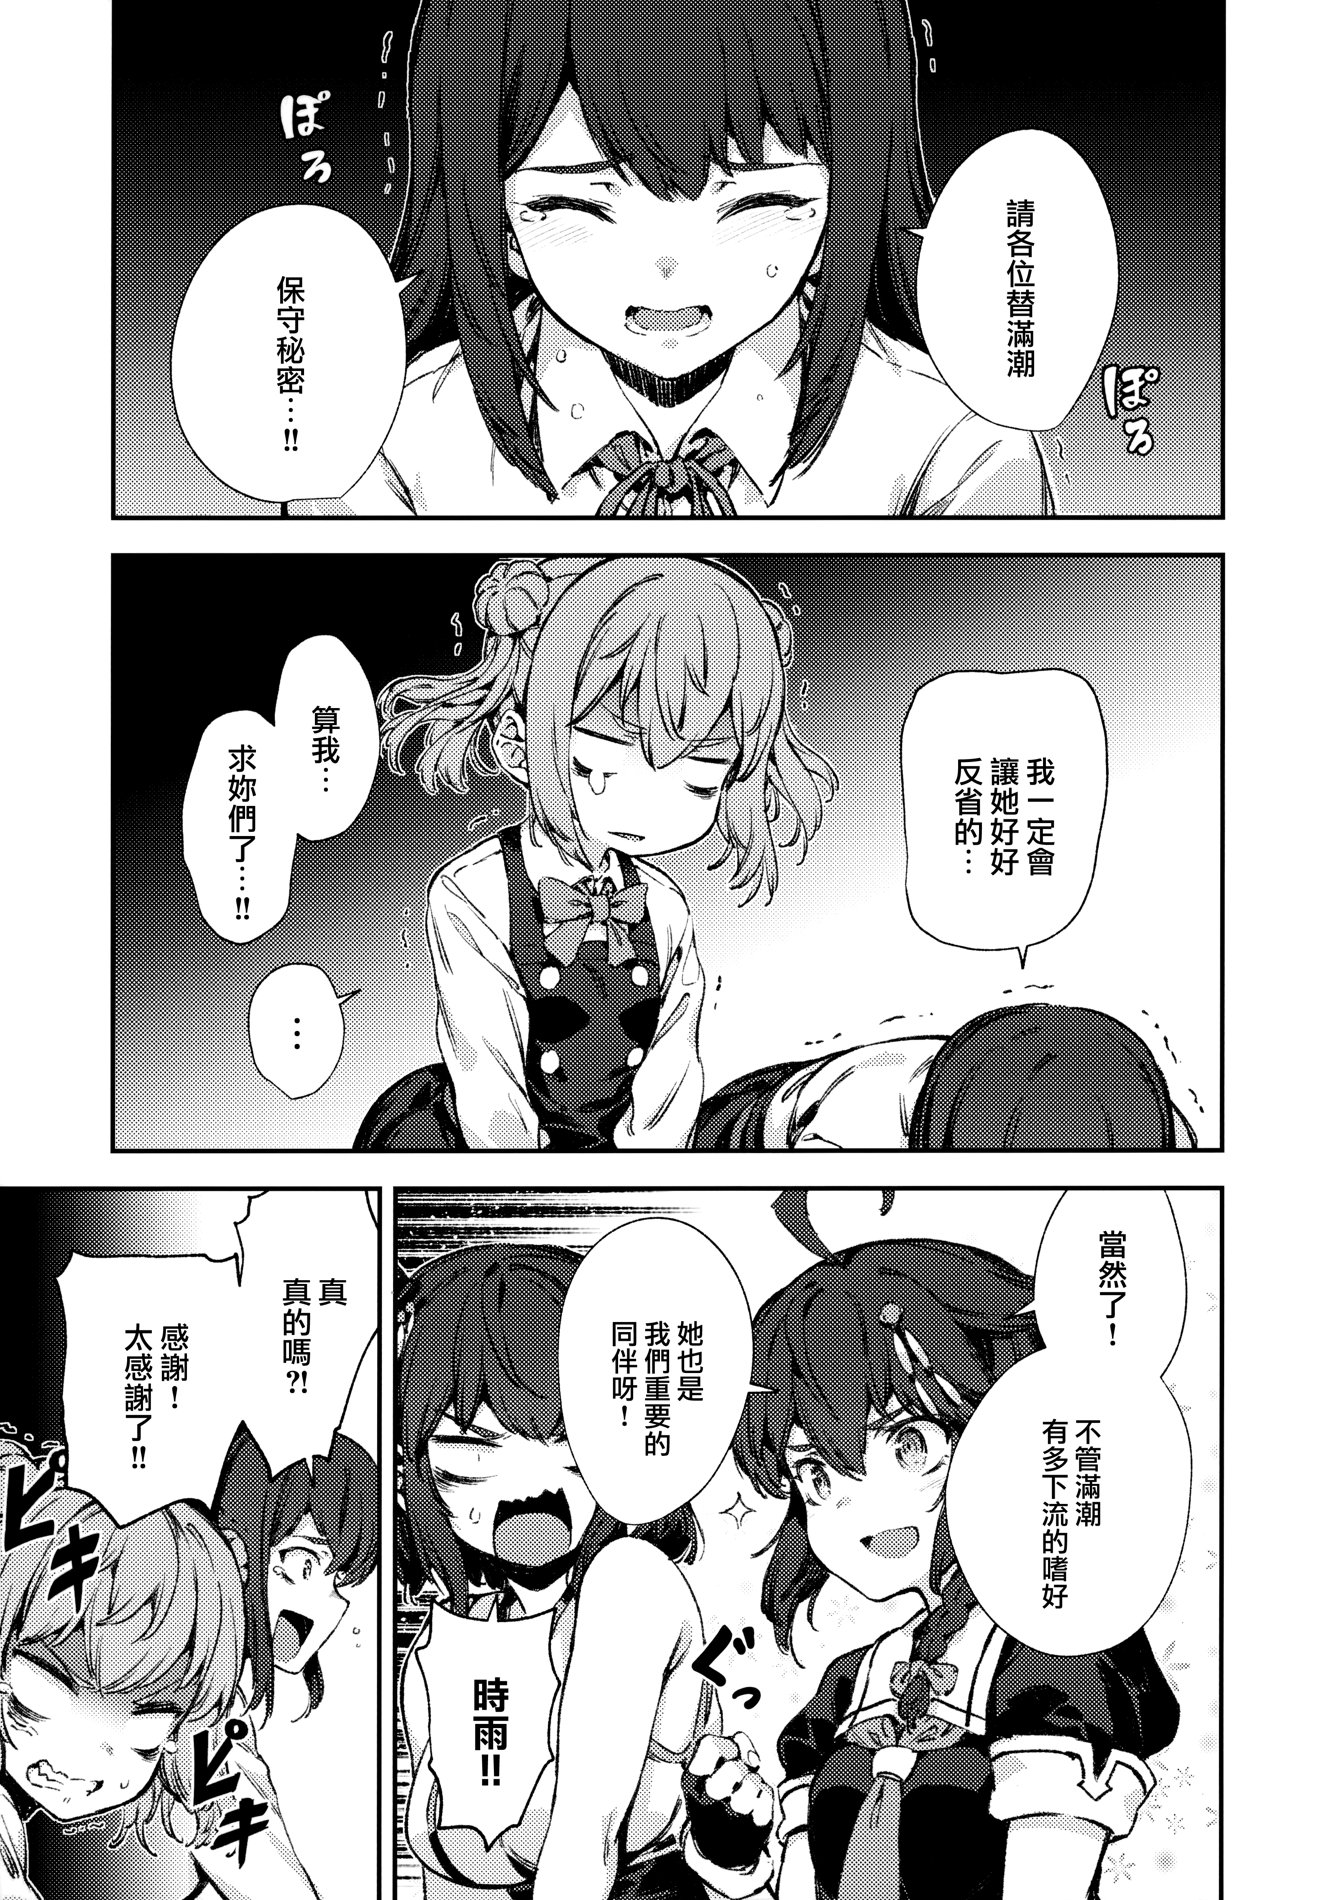 請各位替滿潮
ぽろ
ぽろ
保守秘密…!!
我一定會
讓她好好
反省的…
算我…
求妳們了…!!
…
當然了！
不管滿潮
有多下流的嗜好
她也是
我們重要的
同伴呀！
ぐっ
時雨!!
真
真的嗎?!
感謝！
太感謝了!!
ピキ
ピキ